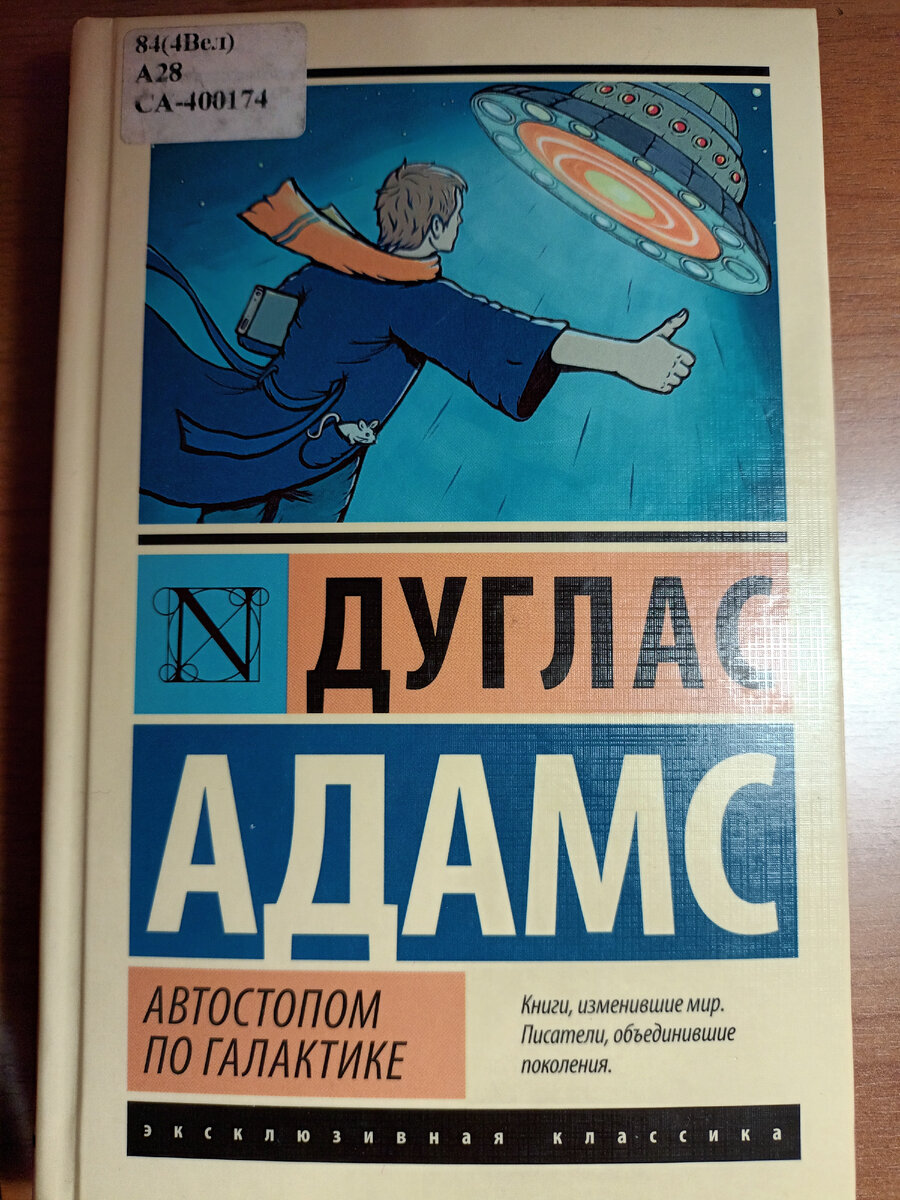 84(4Вел)
А28
СА-400174
N
ДУГЛАС
АДАМС
АВТОСТОПОМ
ПО ГАЛАКТИКЕ
Книги, изменившие мир.
Писатели, объединившие
поколения.
эксклюзивная классика